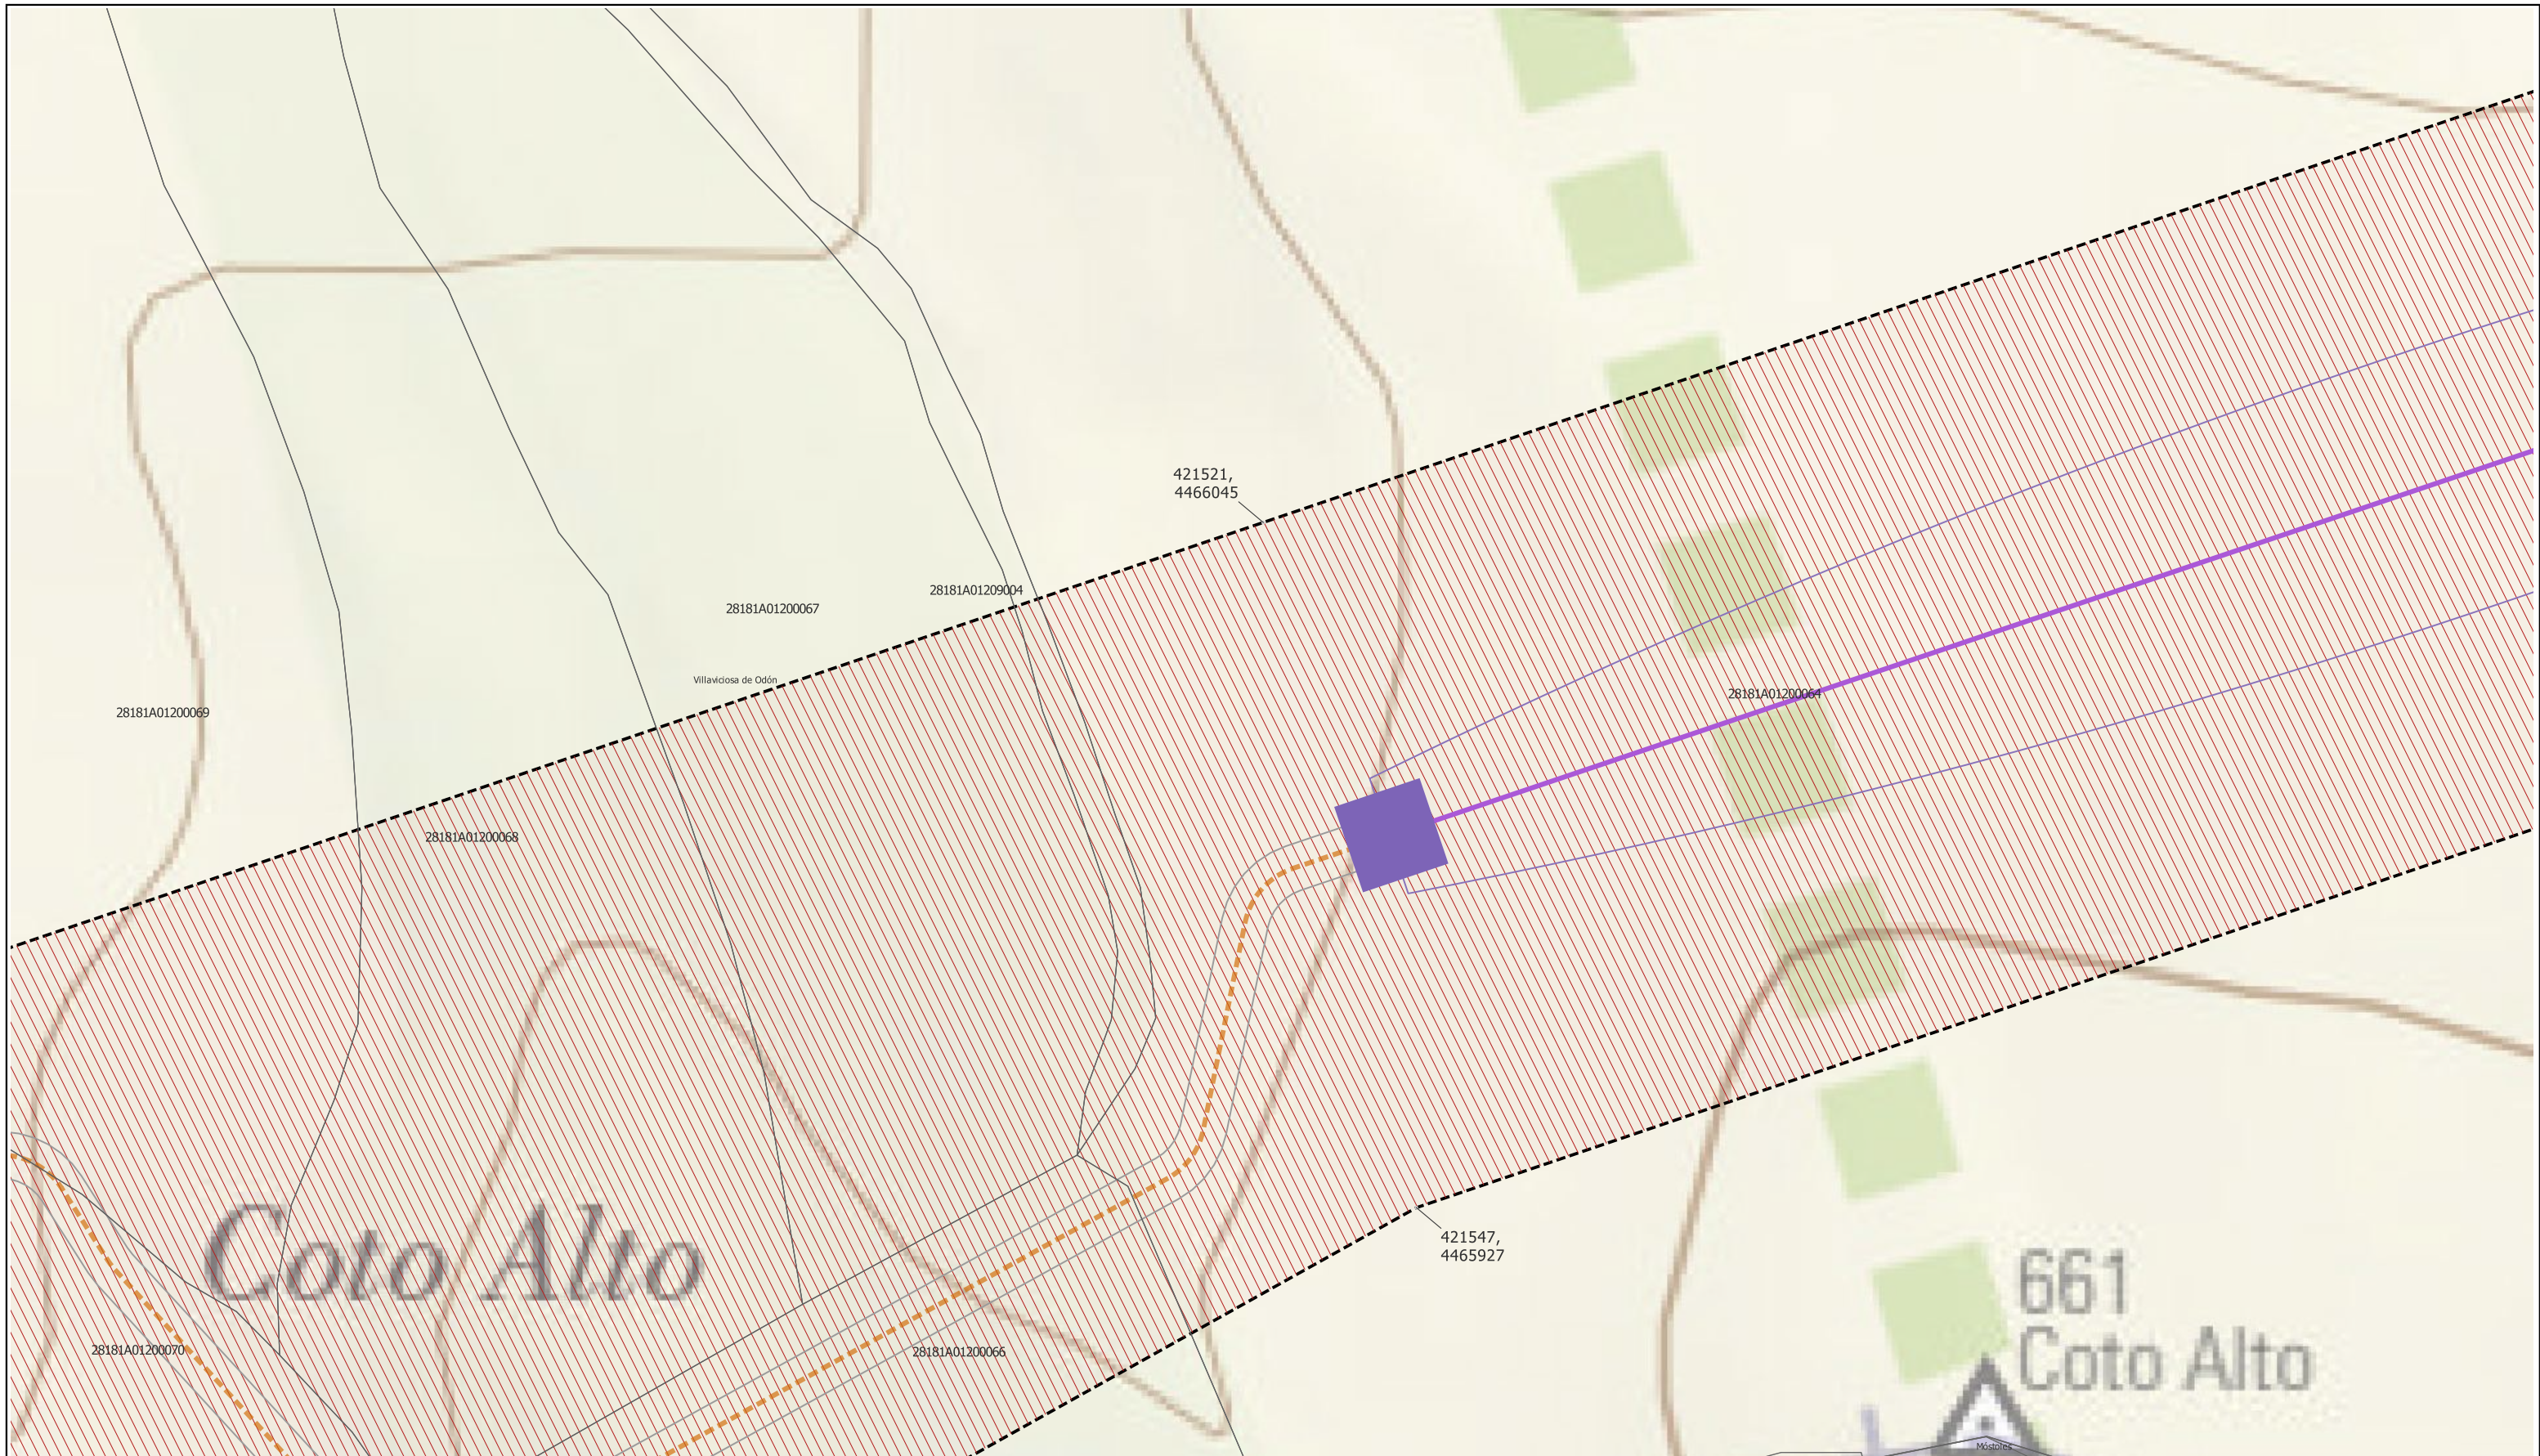 421521,
4466045
28181A01209004
28181A01200067
Villaviciosa de Odón
28181A01200064
28181A01200069
28181A01200068
421547,
4465927
Coto Alto
661
Coto Alto
28181A01200070
28181A01200066
Móstoles